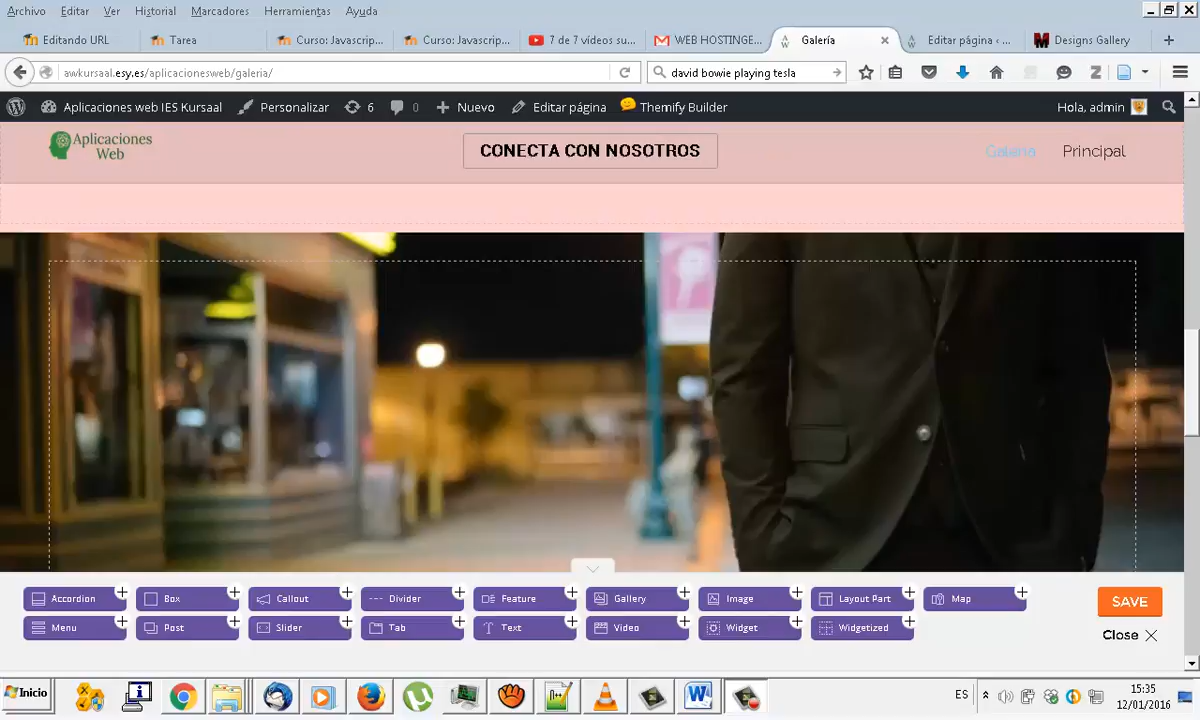 Archivo Editar Ver Historial Marcadores Herramientas Ayuda
Editando URL
Tarea
Curso: Javascrip...
Curso: Javascrip...
7 de 7 vídeos su...
WEB HOSTINGE...
Galería
Editar página ‹ ...
Designs Gallery
awkursaal.esy.es/aplicacionesweb/galeria/
david bowie playing tesla
Aplicaciones web IES Kursaal Personalizar 6 0 Nuevo Editar página Themify Builder Hola, admin
Aplicaciones
Web
CONECTA CON NOSOTROS
Galería Principal
Accordion Box Callout Divider Feature Gallery Image Layout Part Map
Menu Post Slider Tab Text Video Widget Widgetized
SAVE
Close
Inicio
ES
15:35
12/01/2016